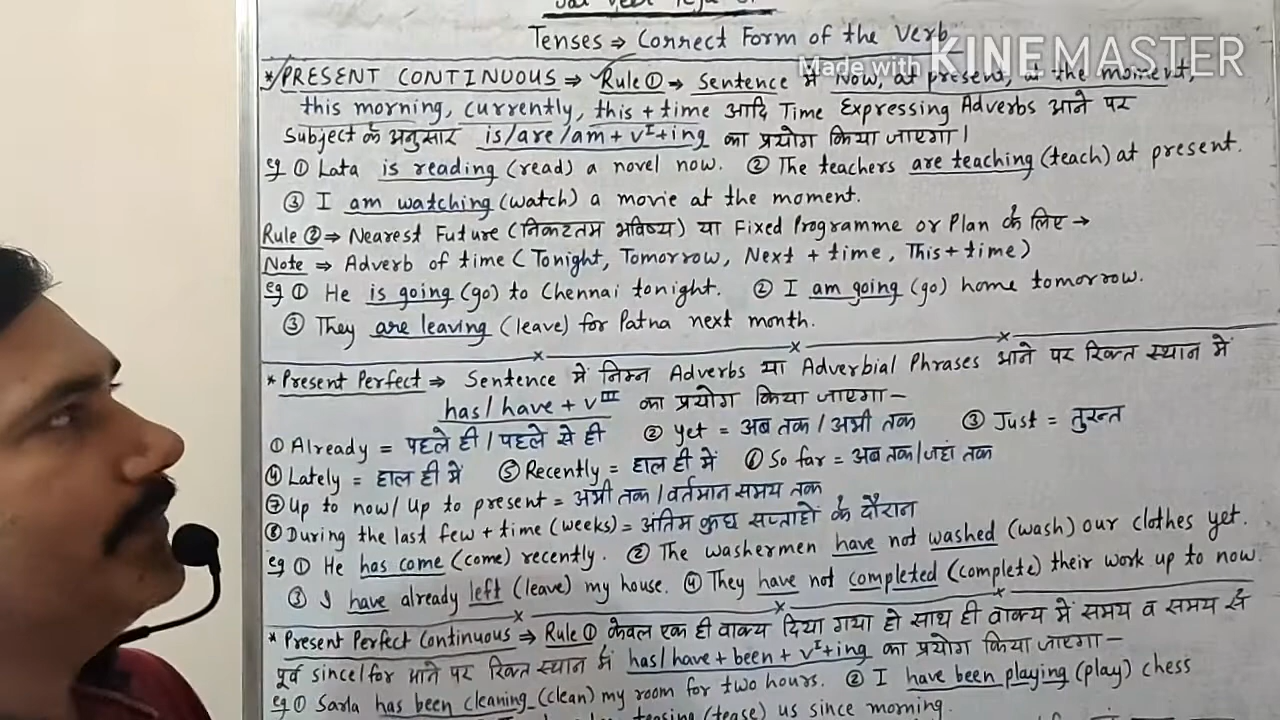 Tenses ⇒ Correct Form of the Verb
Made with KINEMASTER
* PRESENT CONTINUOUS ⇒ Rule ① → Sentence में Now, at present, at the moment,
this morning, currently, this + time आदि Time Expressing Adverbs आने पर
Subject के अनुसार is/are/am + Vᴵ+ing का प्रयोग किया जाएगा।
eg ① Lata is reading (read) a novel now. ② The teachers are teaching (teach) at present.
③ I am watching (watch) a movie at the moment.
Rule ② ⇒ Nearest Future (निकटतम भविष्य) या Fixed Programme or Plan के लिए →
Note ⇒ Adverb of time (Tonight, Tomorrow, Next + time, This + time)
eg ① He is going (go) to Chennai tonight. ② I am going (go) home tomorrow.
③ They are leaving (leave) for Patna next month.
* Present Perfect ⇒ Sentence में निम्न Adverbs या Adverbial Phrases आने पर रिक्त स्थान में
has/have + Vᴵᴵᴵ का प्रयोग किया जाएगा—
① Already = पहले ही / पहले से ही ② Yet = अब तक / अभी तक ③ Just = तुरन्त
④ Lately = हाल ही में ⑤ Recently = हाल ही में ⑥ So far = अब तक/जहां तक
⑦ Up to now / Up to present = अभी तक / वर्तमान समय तक
⑧ During the last few + time (weeks) = अंतिम कुछ सप्ताहों के दौरान
eg ① He has come (come) recently. ② The washermen have not washed (wash) our clothes yet.
③ I have already left (leave) my house. ④ They have not completed (complete) their work up to now.
* Present Perfect Continuous ⇒ Rule ① केवल एक ही वाक्य दिया गया हो साथ ही वाक्य में समय व समय से
पूर्व since/for आने पर रिक्त स्थान में has/have + been + Vᴵ+ing का प्रयोग किया जाएगा—
eg ① Sarla has been cleaning (clean) my room for two hours. ② I have been playing (play) chess
teasing (tease) us since morning.